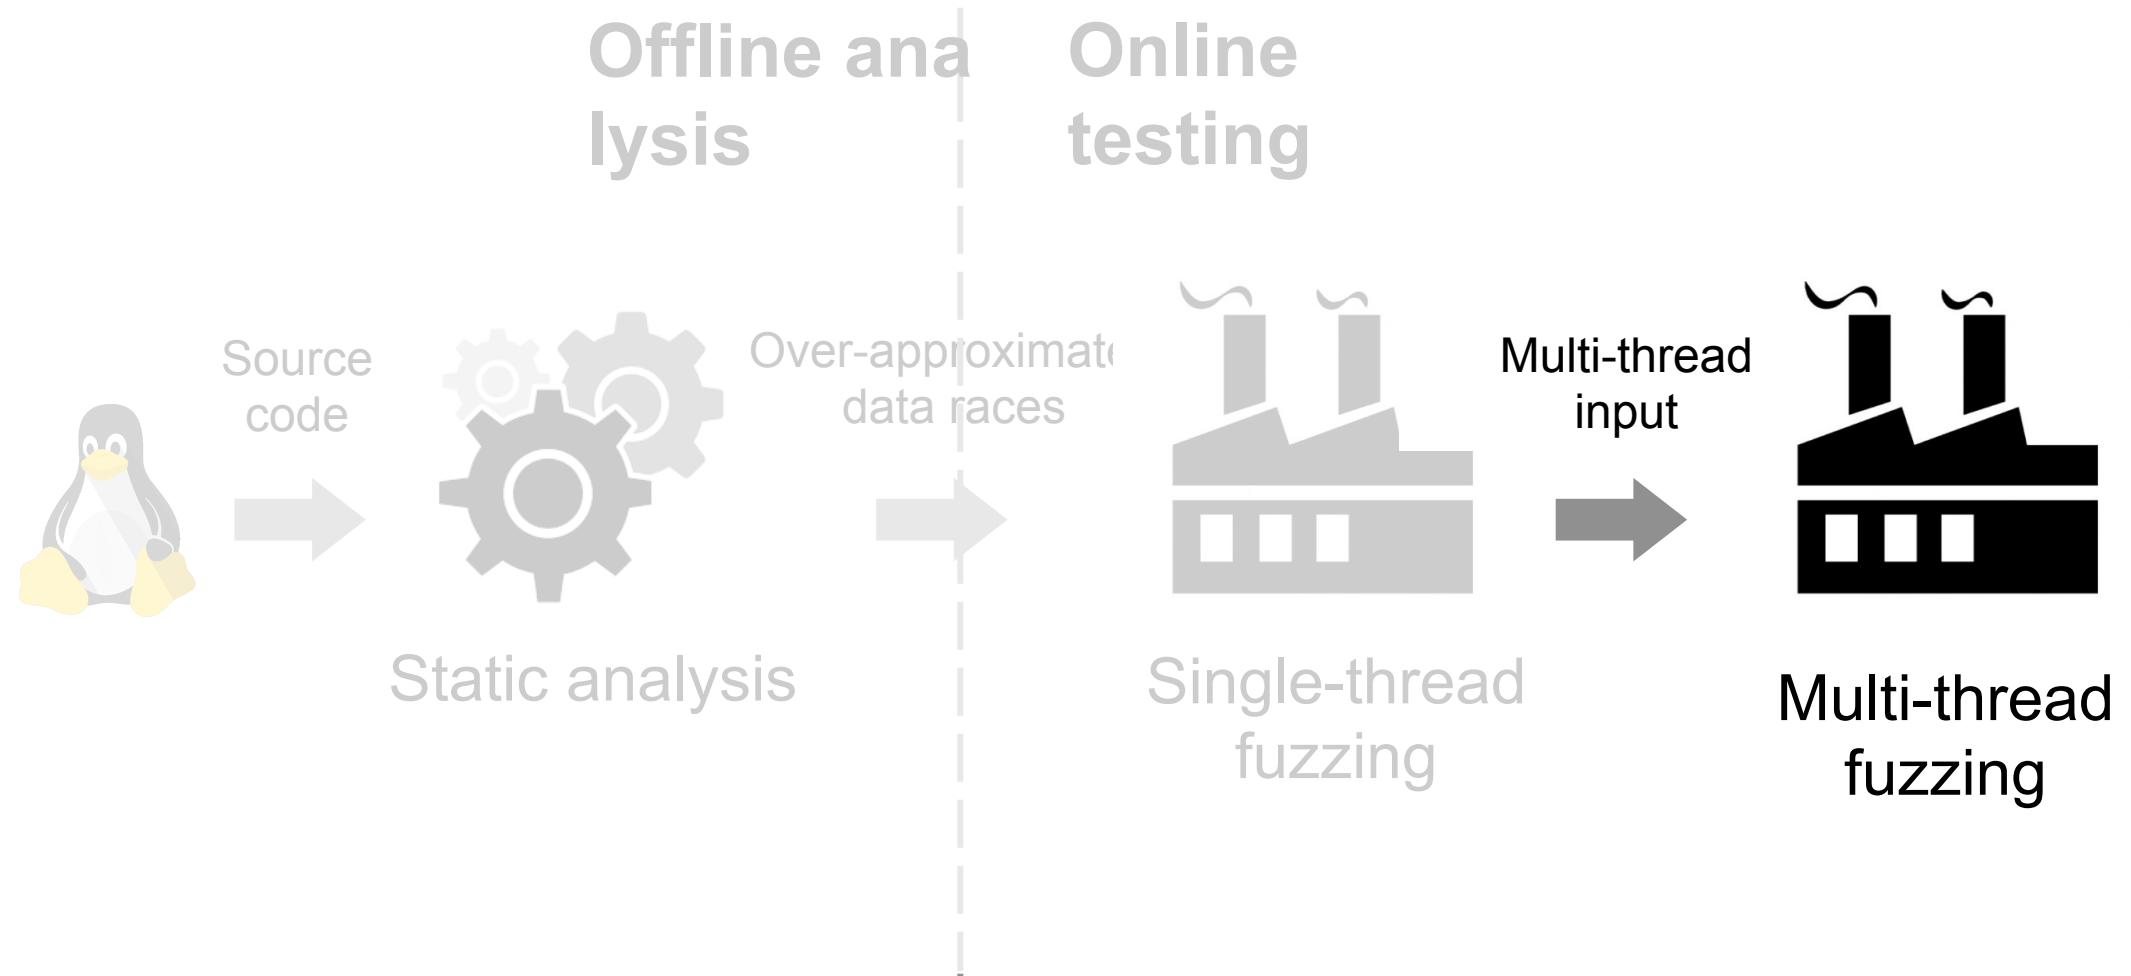 Offline ana
lysis
Online
testing
Source
code
Over-approximate
data races
Multi-thread
input
Static analysis
Single-thread
fuzzing
Multi-thread
fuzzing